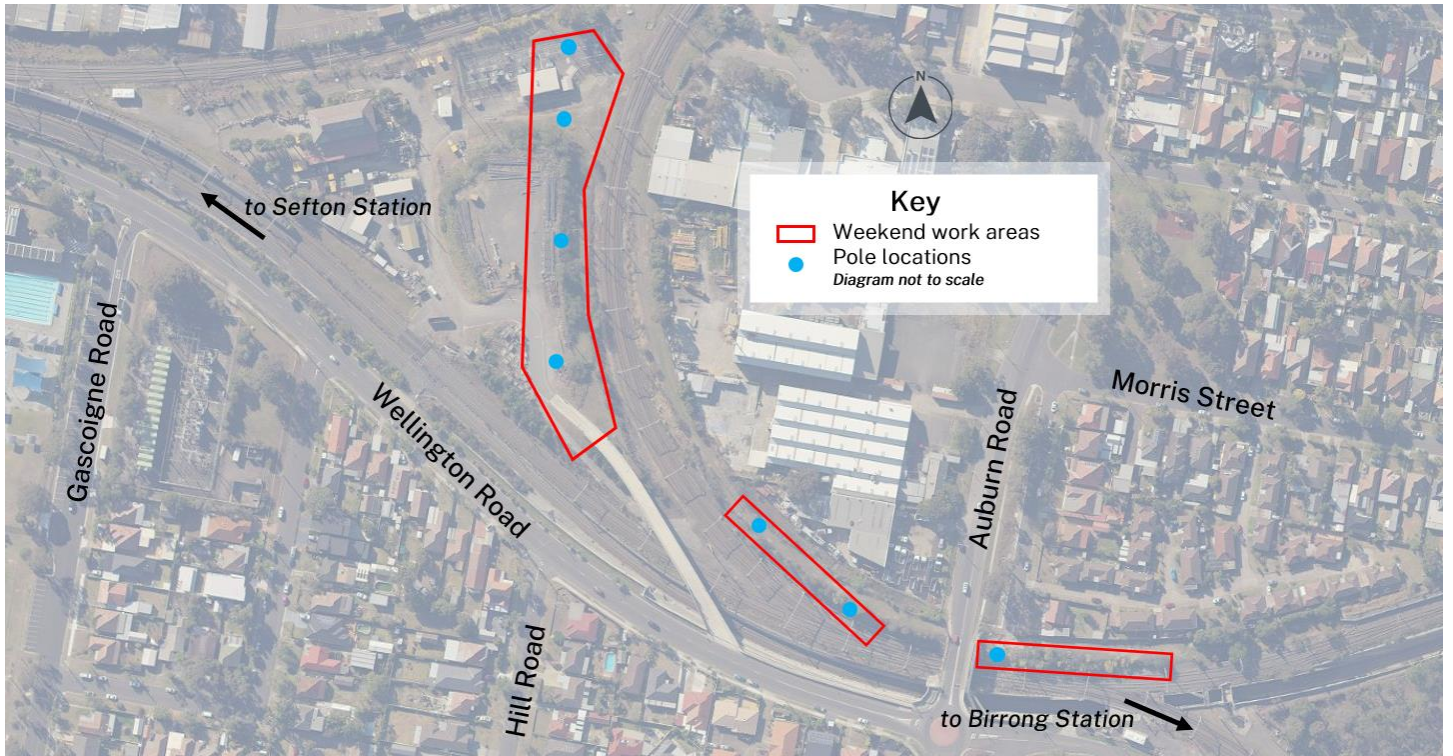 N
to Sefton Station
Key
Weekend work areas
Pole locations
Diagram not to scale
Gascoigne Road
Wellington Road
Hill Road
Auburn Road
Morris Street
to Birrong Station